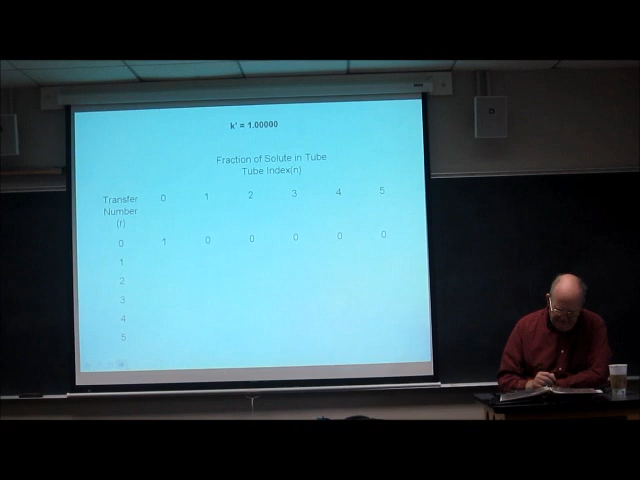 k' = 1.00000
Fraction of Solute in Tube
Tube Index(n)
Transfer Number (r) 0 1 2 3 4 5
0 1 0 0 0 0 0
1
2
3
4
5